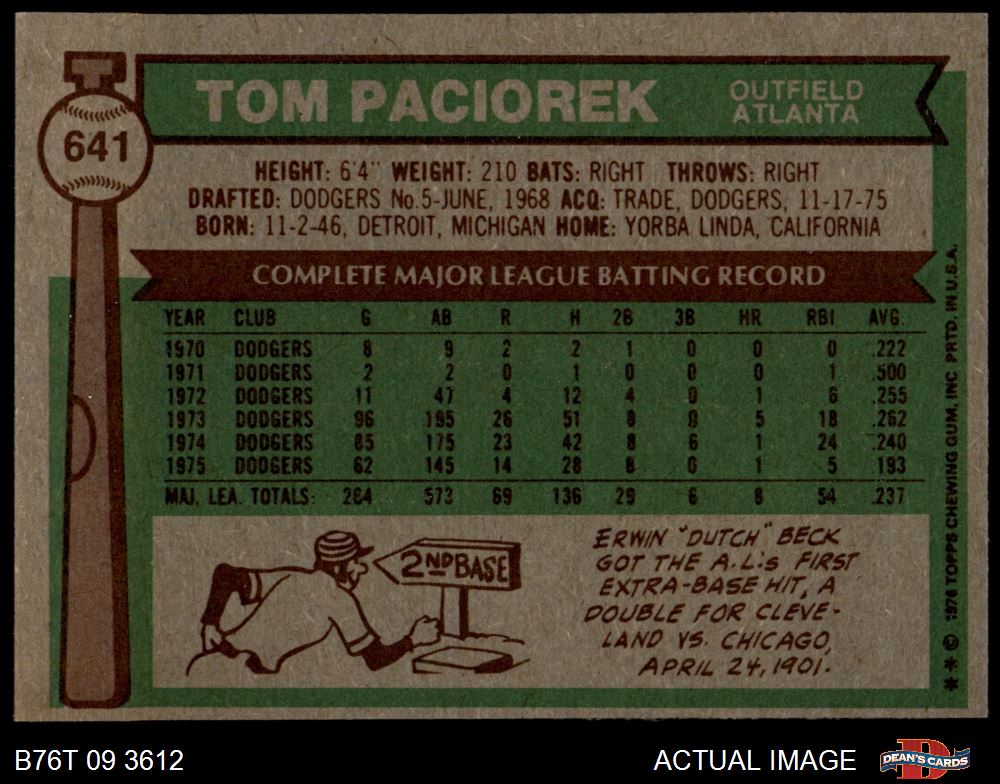 641
TOM PACIOREK
OUTFIELD
ATLANTA
HEIGHT: 6'4" WEIGHT: 210 BATS: RIGHT THROWS: RIGHT
DRAFTED: DODGERS No.5-JUNE, 1968 ACQ: TRADE, DODGERS, 11-17-75
BORN: 11-2-46, DETROIT, MICHIGAN HOME: YORBA LINDA, CALIFORNIA
COMPLETE MAJOR LEAGUE BATTING RECORD
YEAR CLUB G AB R H 2B 3B HR RBI AVG.
1970 DODGERS 8 9 2 2 1 0 0 0 .222
1971 DODGERS 2 2 0 1 0 0 0 1 .500
1972 DODGERS 11 47 4 12 4 0 1 6 .255
1973 DODGERS 96 195 26 51 8 0 5 18 .262
1974 DODGERS 85 175 23 42 8 6 1 24 .240
1975 DODGERS 62 145 14 28 8 0 1 5 .193
MAJ. LEA. TOTALS: 264 573 69 136 29 6 8 54 .237
2ND BASE
ERWIN "DUTCH" BECK
GOT THE A.L.'s FIRST
EXTRA-BASE HIT, A
DOUBLE FOR CLEVE-
LAND VS. CHICAGO,
APRIL 24, 1901.
* * © 1976 TOPPS CHEWING GUM, INC PRTD. IN U.S.A.
B76T 09 3612
ACTUAL IMAGE
DEAN'S CARDS